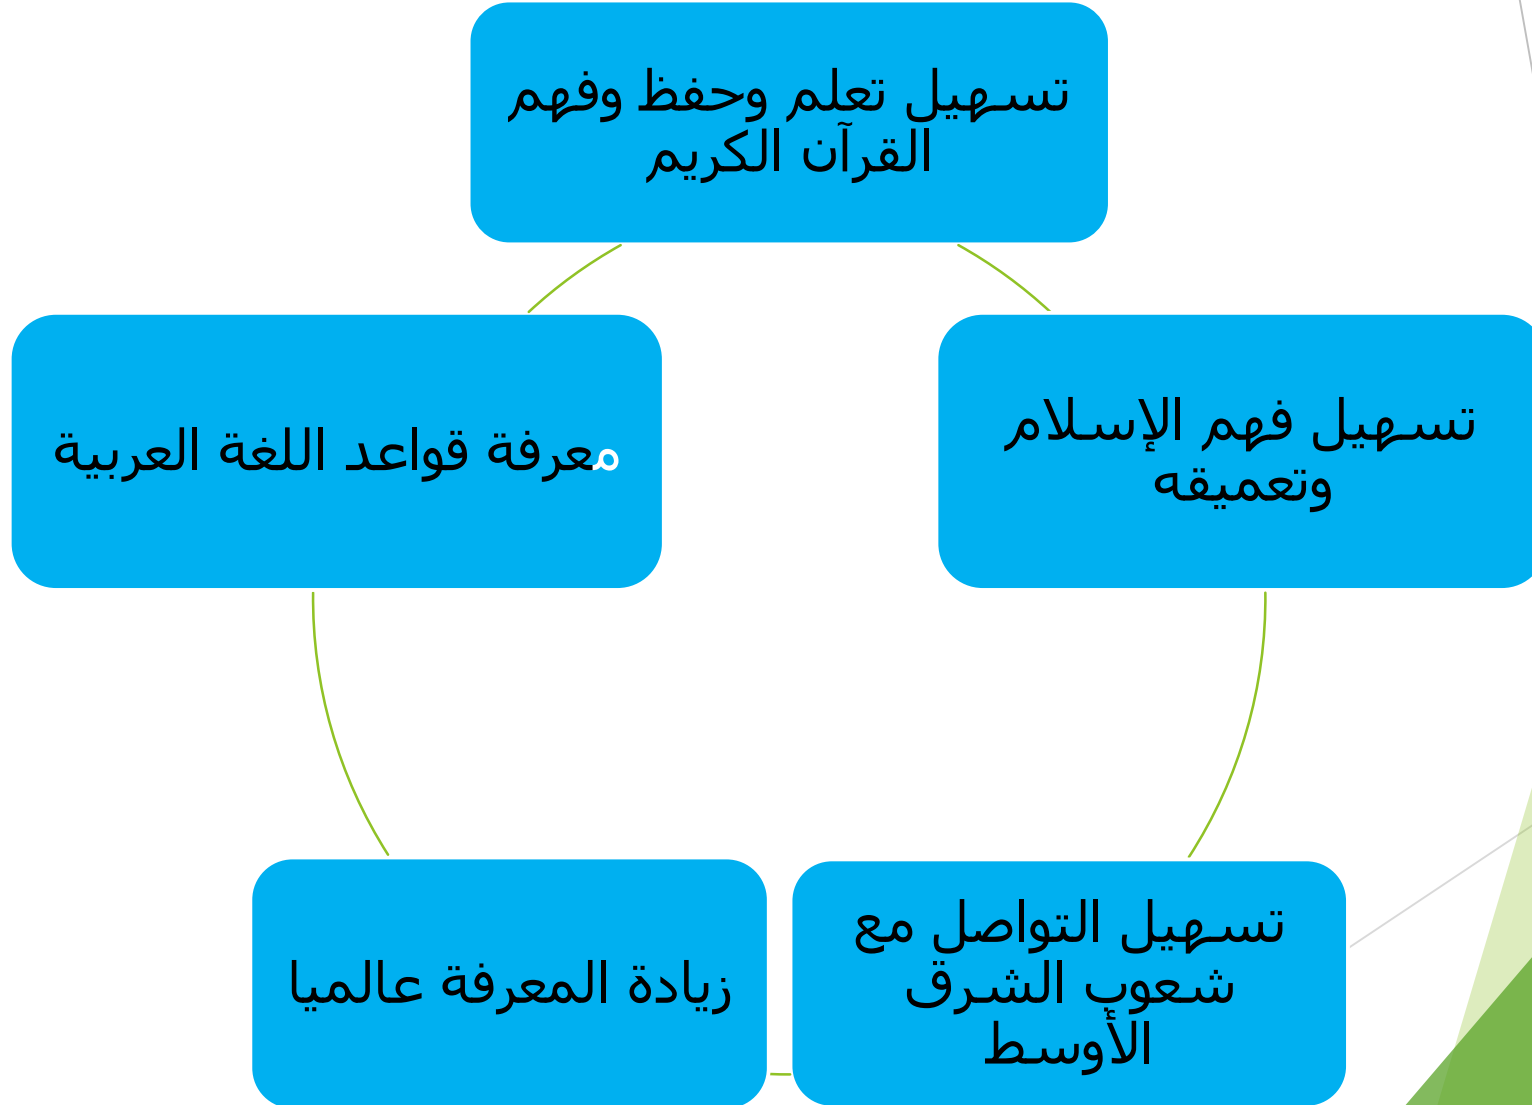 تسهيل تعلم وحفظ وفهم
القرآن الكريم
تسهيل فهم الإسلام
وتعميقه
تسهيل التواصل مع
شعوب الشرق
الأوسط
زيادة المعرفة عالميا
معرفة قواعد اللغة العربية